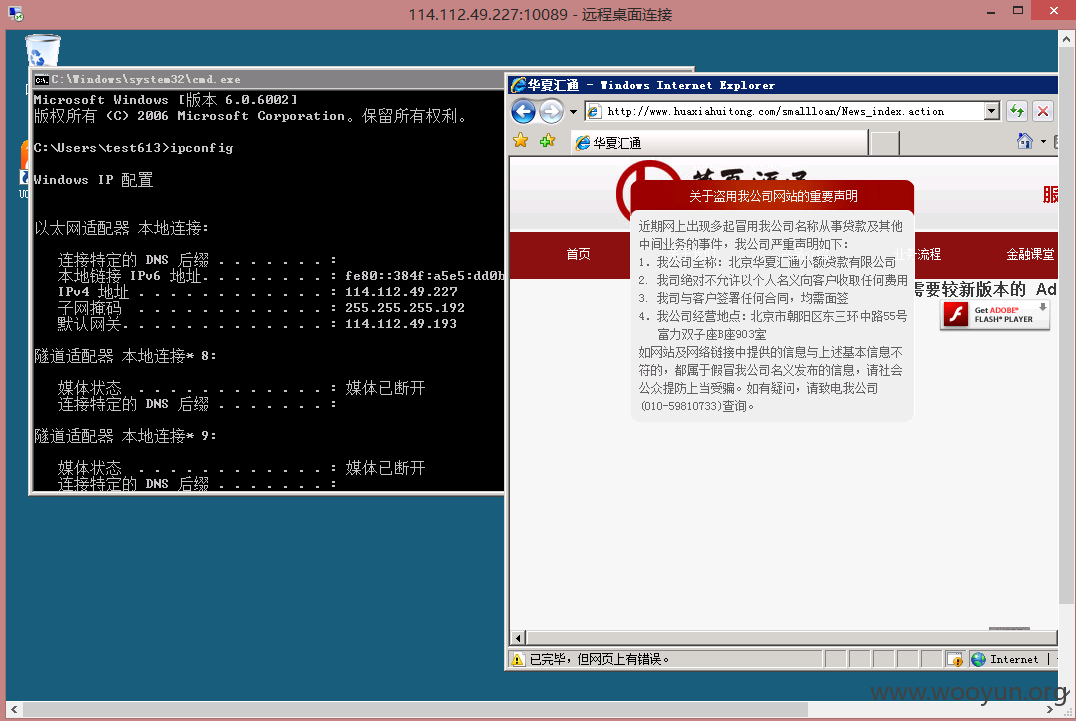 114.112.49.227:10089 - 远程桌面连接
C:\Windows\system32\cmd.exe
Microsoft Windows [版本 6.0.6002]
版权所有 (C) 2006 Microsoft Corporation。保留所有权利。
C:\Users\test613>ipconfig
Windows IP 配置
以太网适配器 本地连接:
连接特定的 DNS 后缀 . . . . . . . :
本地链接 IPv6 地址. . . . . . . . : fe80::384f:a5e5:dd0b
IPv4 地址 . . . . . . . . . . . . : 114.112.49.227
子网掩码 . . . . . . . . . . . . : 255.255.255.192
默认网关. . . . . . . . . . . . . : 114.112.49.193
隧道适配器 本地连接* 8:
媒体状态 . . . . . . . . . . . . : 媒体已断开
连接特定的 DNS 后缀 . . . . . . . :
隧道适配器 本地连接* 9:
媒体状态 . . . . . . . . . . . . : 媒体已断开
连接特定的 DNS 后缀 . . . . . . . :
华夏汇通 - Windows Internet Explorer
http://www.huaxiahuitong.com/smallloan/News_index.action
华夏汇通
服
首页
业务流程
金融课堂
关于盗用我公司网站的重要声明
近期网上出现多起冒用我公司名称从事贷款及其他
中间业务的事件，我公司严重声明如下：
1. 我公司全称：北京华夏汇通小额贷款有限公司
2. 我司绝对不允许以个人名义向客户收取任何费用
3. 我司与客户签署任何合同，均需面签
4. 我公司经营地点：北京市朝阳区东三环中路55号
富力双子座B座903室
如网站及网络链接中提供的信息与上述基本信息不
符的，都属于假冒我公司名义发布的信息，请社会
公众提防上当受骗。如有疑问，请致电我公司
(010-59810733)查询。
需要较新版本的 Ad
Get ADOBE®
FLASH® PLAYER
已完毕，但网页上有错误。
Internet
www.wooyun.org